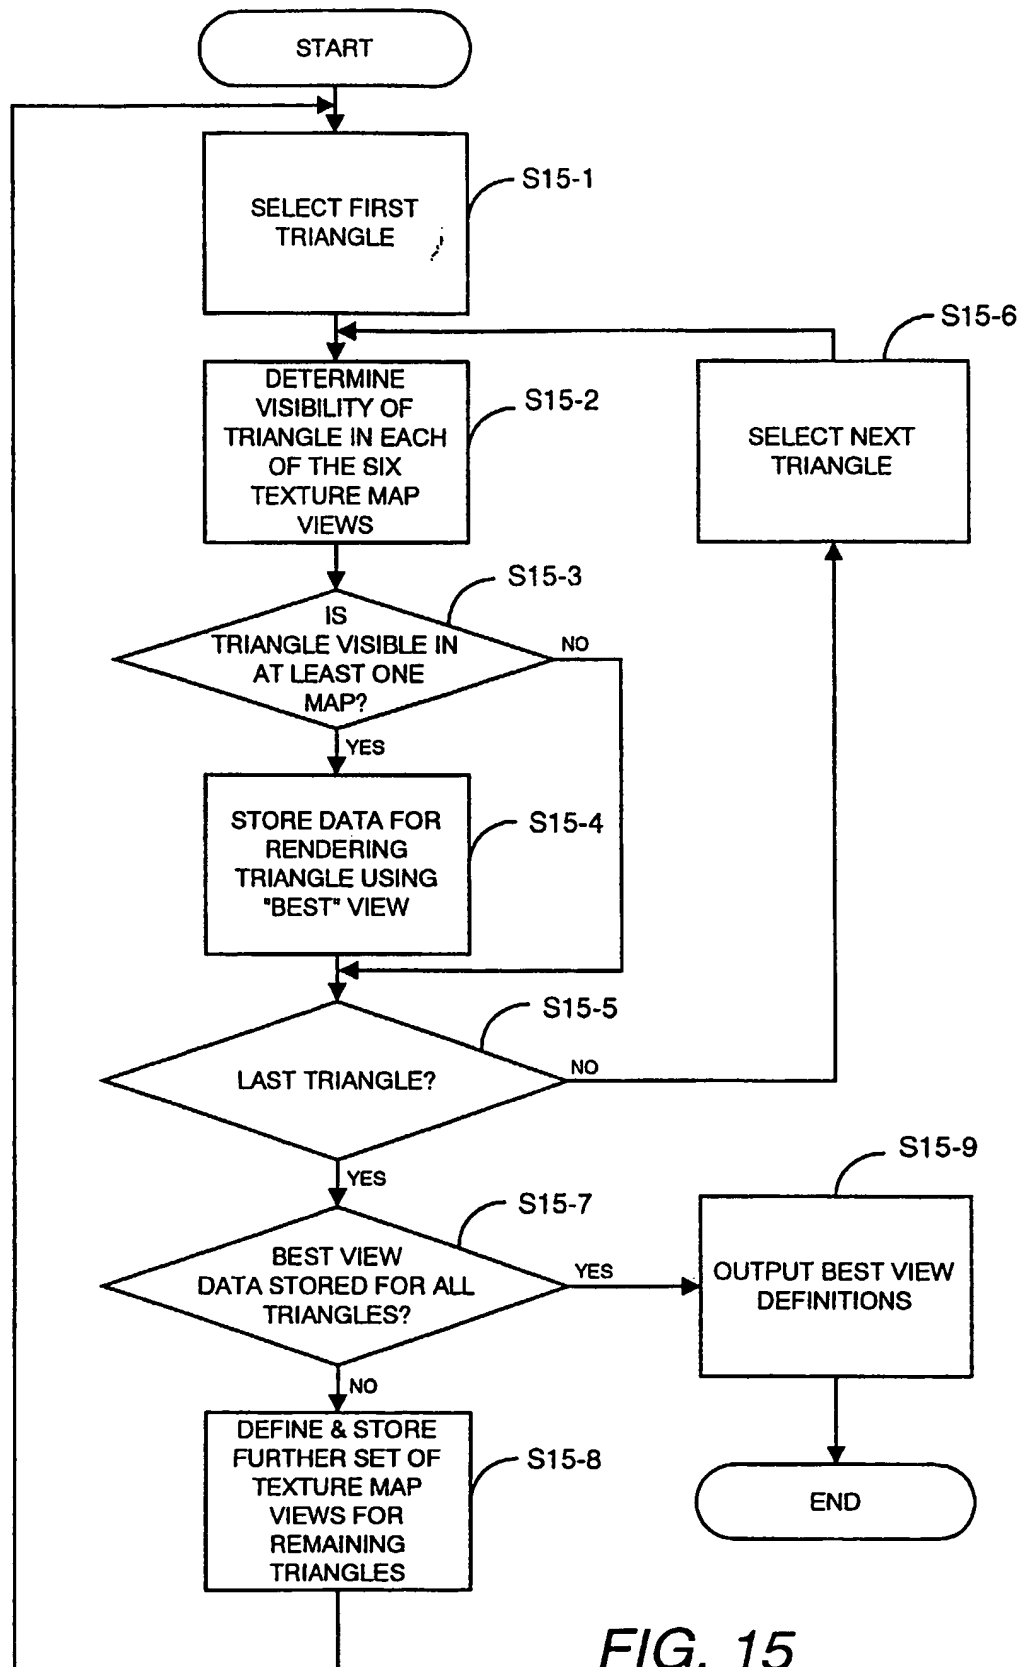 START
S15-1
SELECT FIRST
TRIANGLE
S15-6
DETERMINE
VISIBILITY OF
TRIANGLE IN EACH
OF THE SIX
TEXTURE MAP
VIEWS
S15-2
SELECT NEXT
TRIANGLE
S15-3
IS
TRIANGLE VISIBLE IN
AT LEAST ONE
MAP?
NO
YES
STORE DATA FOR
RENDERING
TRIANGLE USING
"BEST" VIEW
S15-4
S15-5
LAST TRIANGLE?
NO
YES
S15-9
S15-7
BEST VIEW
DATA STORED FOR ALL
TRIANGLES?
YES
OUTPUT BEST VIEW
DEFINITIONS
NO
DEFINE & STORE
FURTHER SET OF
TEXTURE MAP
VIEWS FOR
REMAINING
TRIANGLES
S15-8
END
FIG. 15